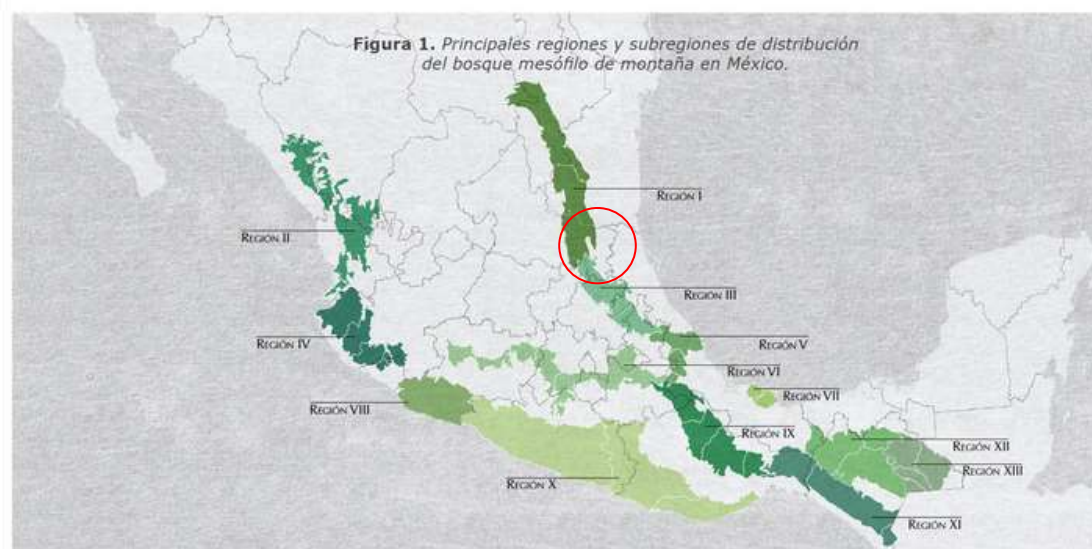 Figura 1. Principales regiones y subregiones de distribución
del bosque mesófilo de montaña en México.
Región I
Región II
Región III
Región IV
Región V
Región VI
Región VII
Región VIII
Región IX
Región XII
Región XIII
Región X
Región XI